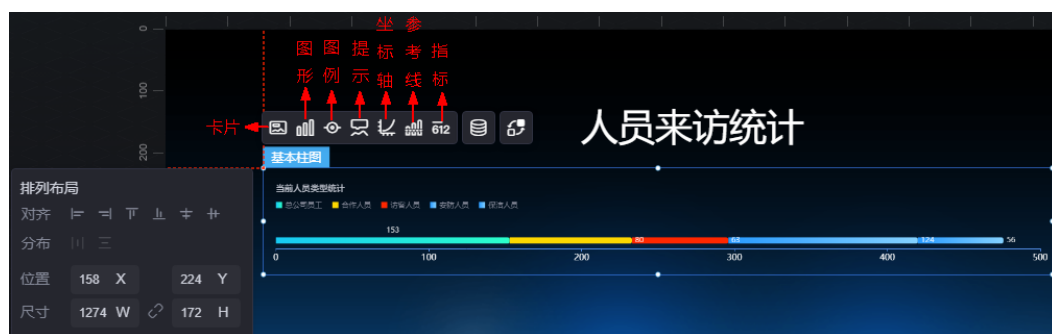 0
100
200
图形
图例
提示
坐标轴
参考线
指标
卡片
612
人员来访统计
基本柱图
当前人员类型统计
总公司员工 合作人员 访客人员 安防人员 保洁人员
153
80 63 124 56
0 100 200 300 400 500
排列布局
对齐
分布
位置 158 X 224 Y
尺寸 1274 W 172 H